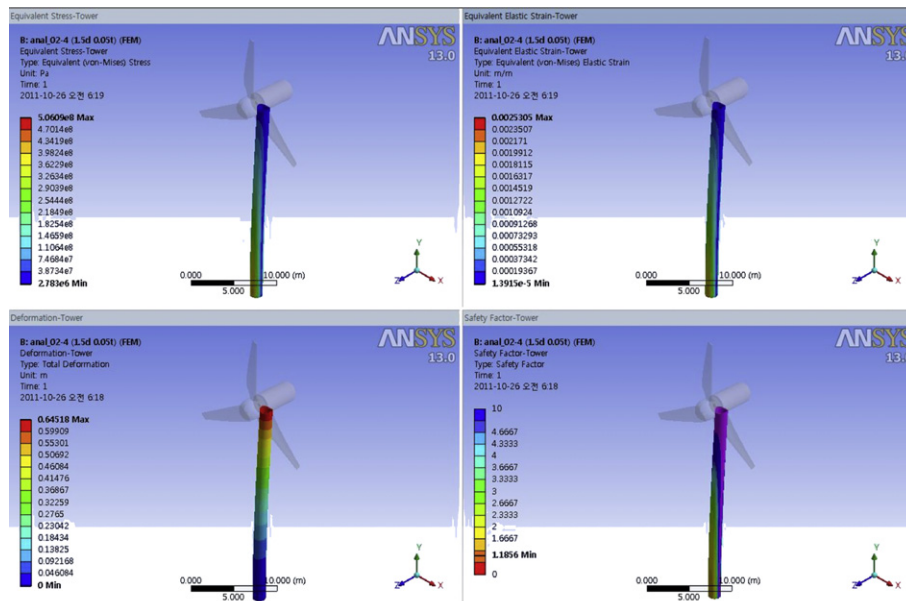 Equivalent Stress-Tower
B: anal_02-4 (1.5d 0.05t) (FEM)
Equivalent Stress-Tower
Type: Equivalent (von-Mises) Stress
Unit: Pa
Time: 1
2011-10-26 오전 6:19
ANSYS
13.0
5.0609e8 Max
4.7014e8
4.3419e8
3.9824e8
3.6229e8
3.2634e8
2.9039e8
2.5444e8
2.1849e8
1.8254e8
1.4659e8
1.1064e8
7.4687e7
3.8734e7
2.783e6 Min
0.000
10.000 (m)
5.000
Y
Z
X
Equivalent Elastic Strain-Tower
B: anal_02-4 (1.5d 0.05t) (FEM)
Equivalent Elastic Strain-Tower
Type: Equivalent (von-Mises) Elastic Strain
Unit: m/m
Time: 1
2011-10-26 오전 6:19
ANSYS
13.0
0.0025305 Max
0.0023507
0.002171
0.0019912
0.0018115
0.0016317
0.0014519
0.0012722
0.0010924
0.00091268
0.00073293
0.00055318
0.00037342
0.00019367
1.3915e-5 Min
0.000
10.000 (m)
5.000
Y
Z
X
Deformation-Tower
B: anal_02-4 (1.5d 0.05t) (FEM)
Deformation-Tower
Type: Total Deformation
Unit: m
Time: 1
2011-10-26 오전 6:18
ANSYS
13.0
0.64518 Max
0.59909
0.55301
0.50692
0.46084
0.41476
0.36867
0.32259
0.2765
0.23042
0.18434
0.13825
0.092168
0.046084
0 Min
0.000
10.000 (m)
5.000
Y
Z
X
Safety Factor-Tower
B: anal_02-4 (1.5d 0.05t) (FEM)
Safety Factor-Tower
Type: Safety Factor
Time: 1
2011-10-26 오전 6:18
ANSYS
13.0
10
4.6667
4.3333
4
3.6667
3.3333
3
2.6667
2.3333
2
1.6667
1.1856 Min
0
0.000
10.000 (m)
5.000
Y
Z
X